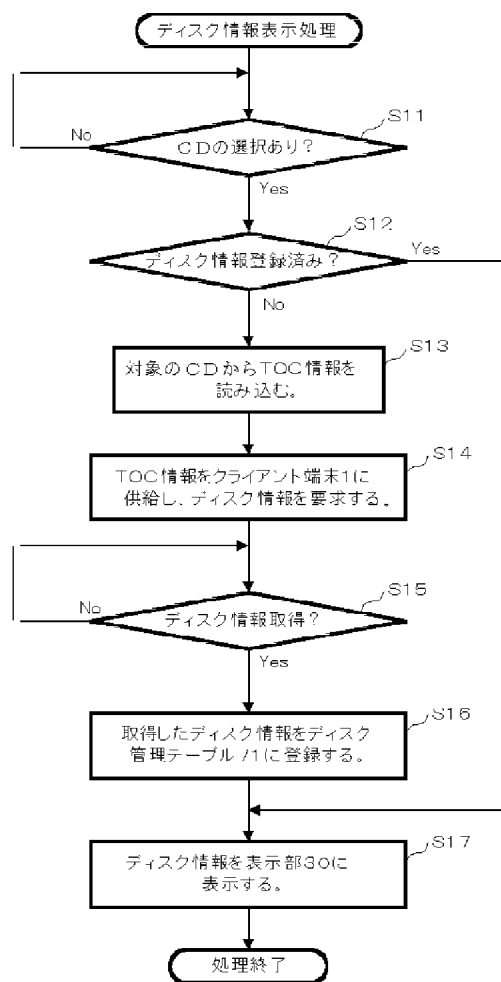 ディスク情報表示処理
S11
No
CDの選択あり?
Yes
S12
ディスク情報登録済み?
Yes
No
S13
対象のCDからTOC情報を
読み込む。
S14
TOC情報をクライアント端末1に
供給し、ディスク情報を要求する。
S15
No
ディスク情報取得?
Yes
S16
取得したディスク情報をディスク
管理テーブル71に登録する。
S17
ディスク情報を表示部30に
表示する。
処理終了